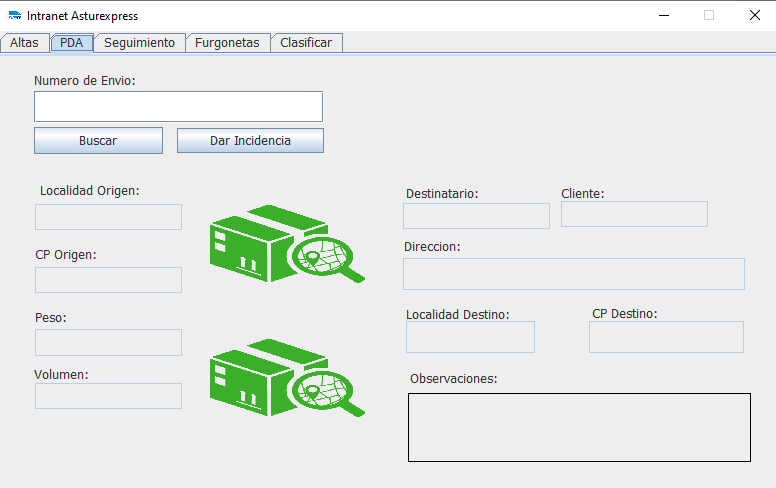 Intranet Asturexpress
Altas PDA Seguimiento Furgonetas Clasificar
Numero de Envio:
Buscar Dar Incidencia
Localidad Origen:
CP Origen:
Peso:
Volumen:
Destinatario: Cliente:
Direccion:
Localidad Destino: CP Destino:
Observaciones: